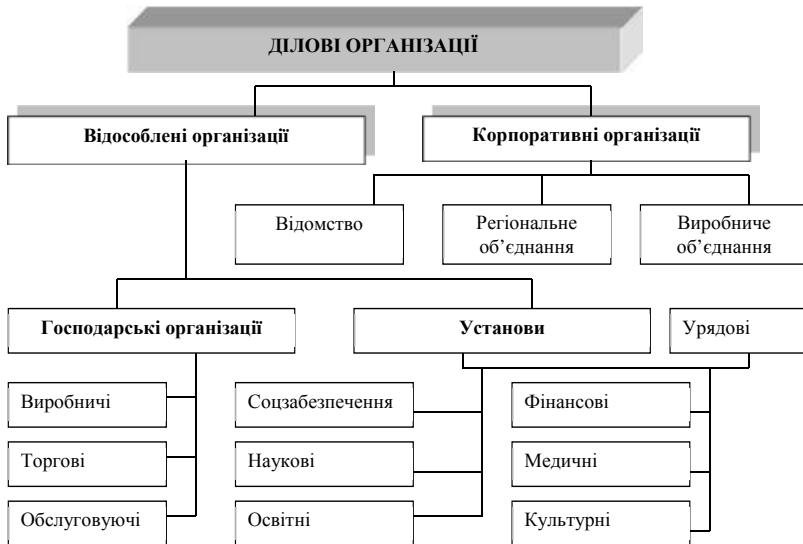 ДІЛОВІ ОРГАНІЗАЦІЇ
Відособлені організації
Корпоративні організації
Відомство
Регіональне
об’єднання
Виробниче
об’єднання
Господарські організації
Установи
Урядові
Виробничі
Соцзабезпечення
Фінансові
Торгові
Наукові
Медичні
Обслуговуючі
Освітні
Культурні